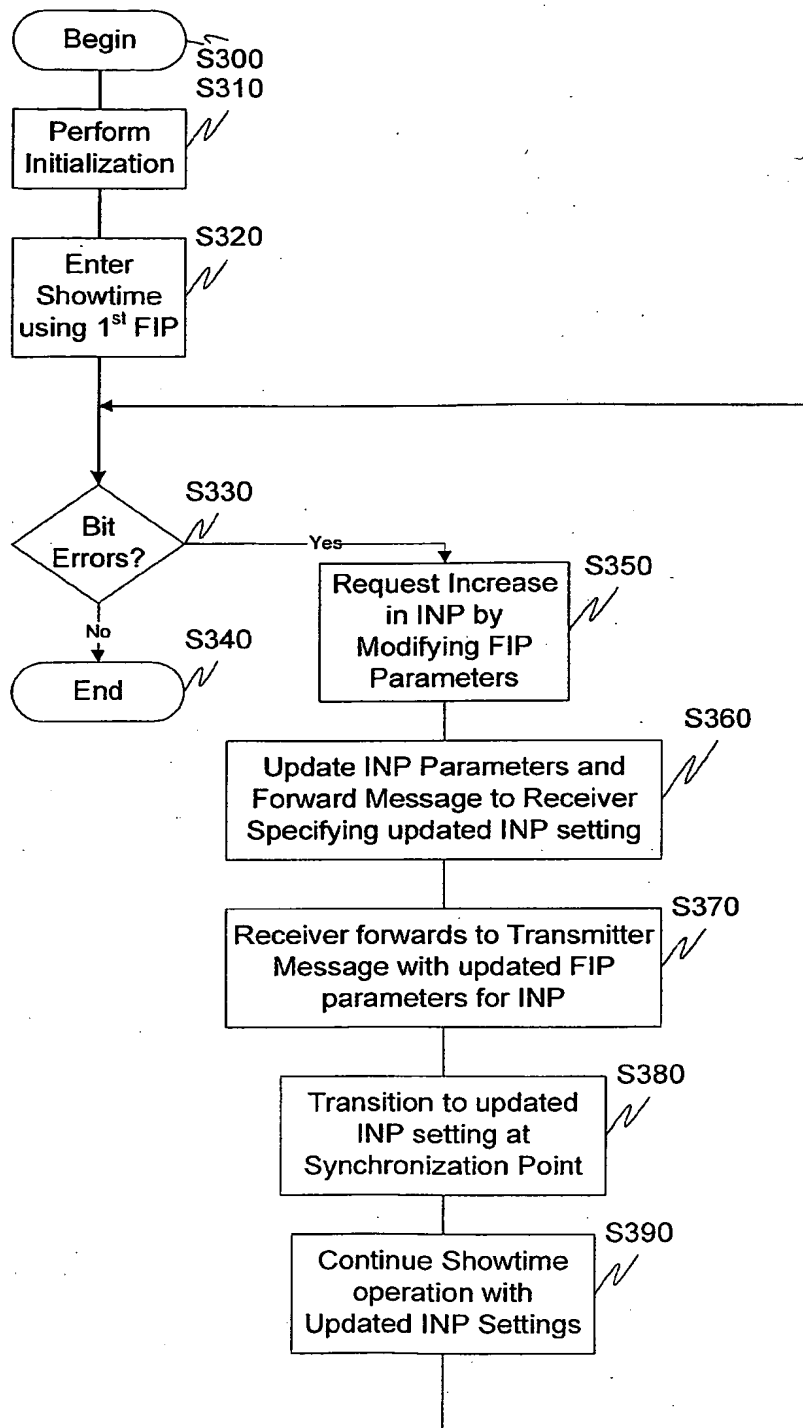 Begin
S300
S310
Perform
Initialization
S320
Enter
Showtime
using 1st FIP
S330
Bit
Errors?
Yes
No
S340
End
S350
Request Increase
in INP by
Modifying FIP
Parameters
S360
Update INP Parameters and
Forward Message to Receiver
Specifying updated INP setting
S370
Receiver forwards to Transmitter
Message with updated FIP
parameters for INP
S380
Transition to updated
INP setting at
Synchronization Point
S390
Continue Showtime
operation with
Updated INP Settings